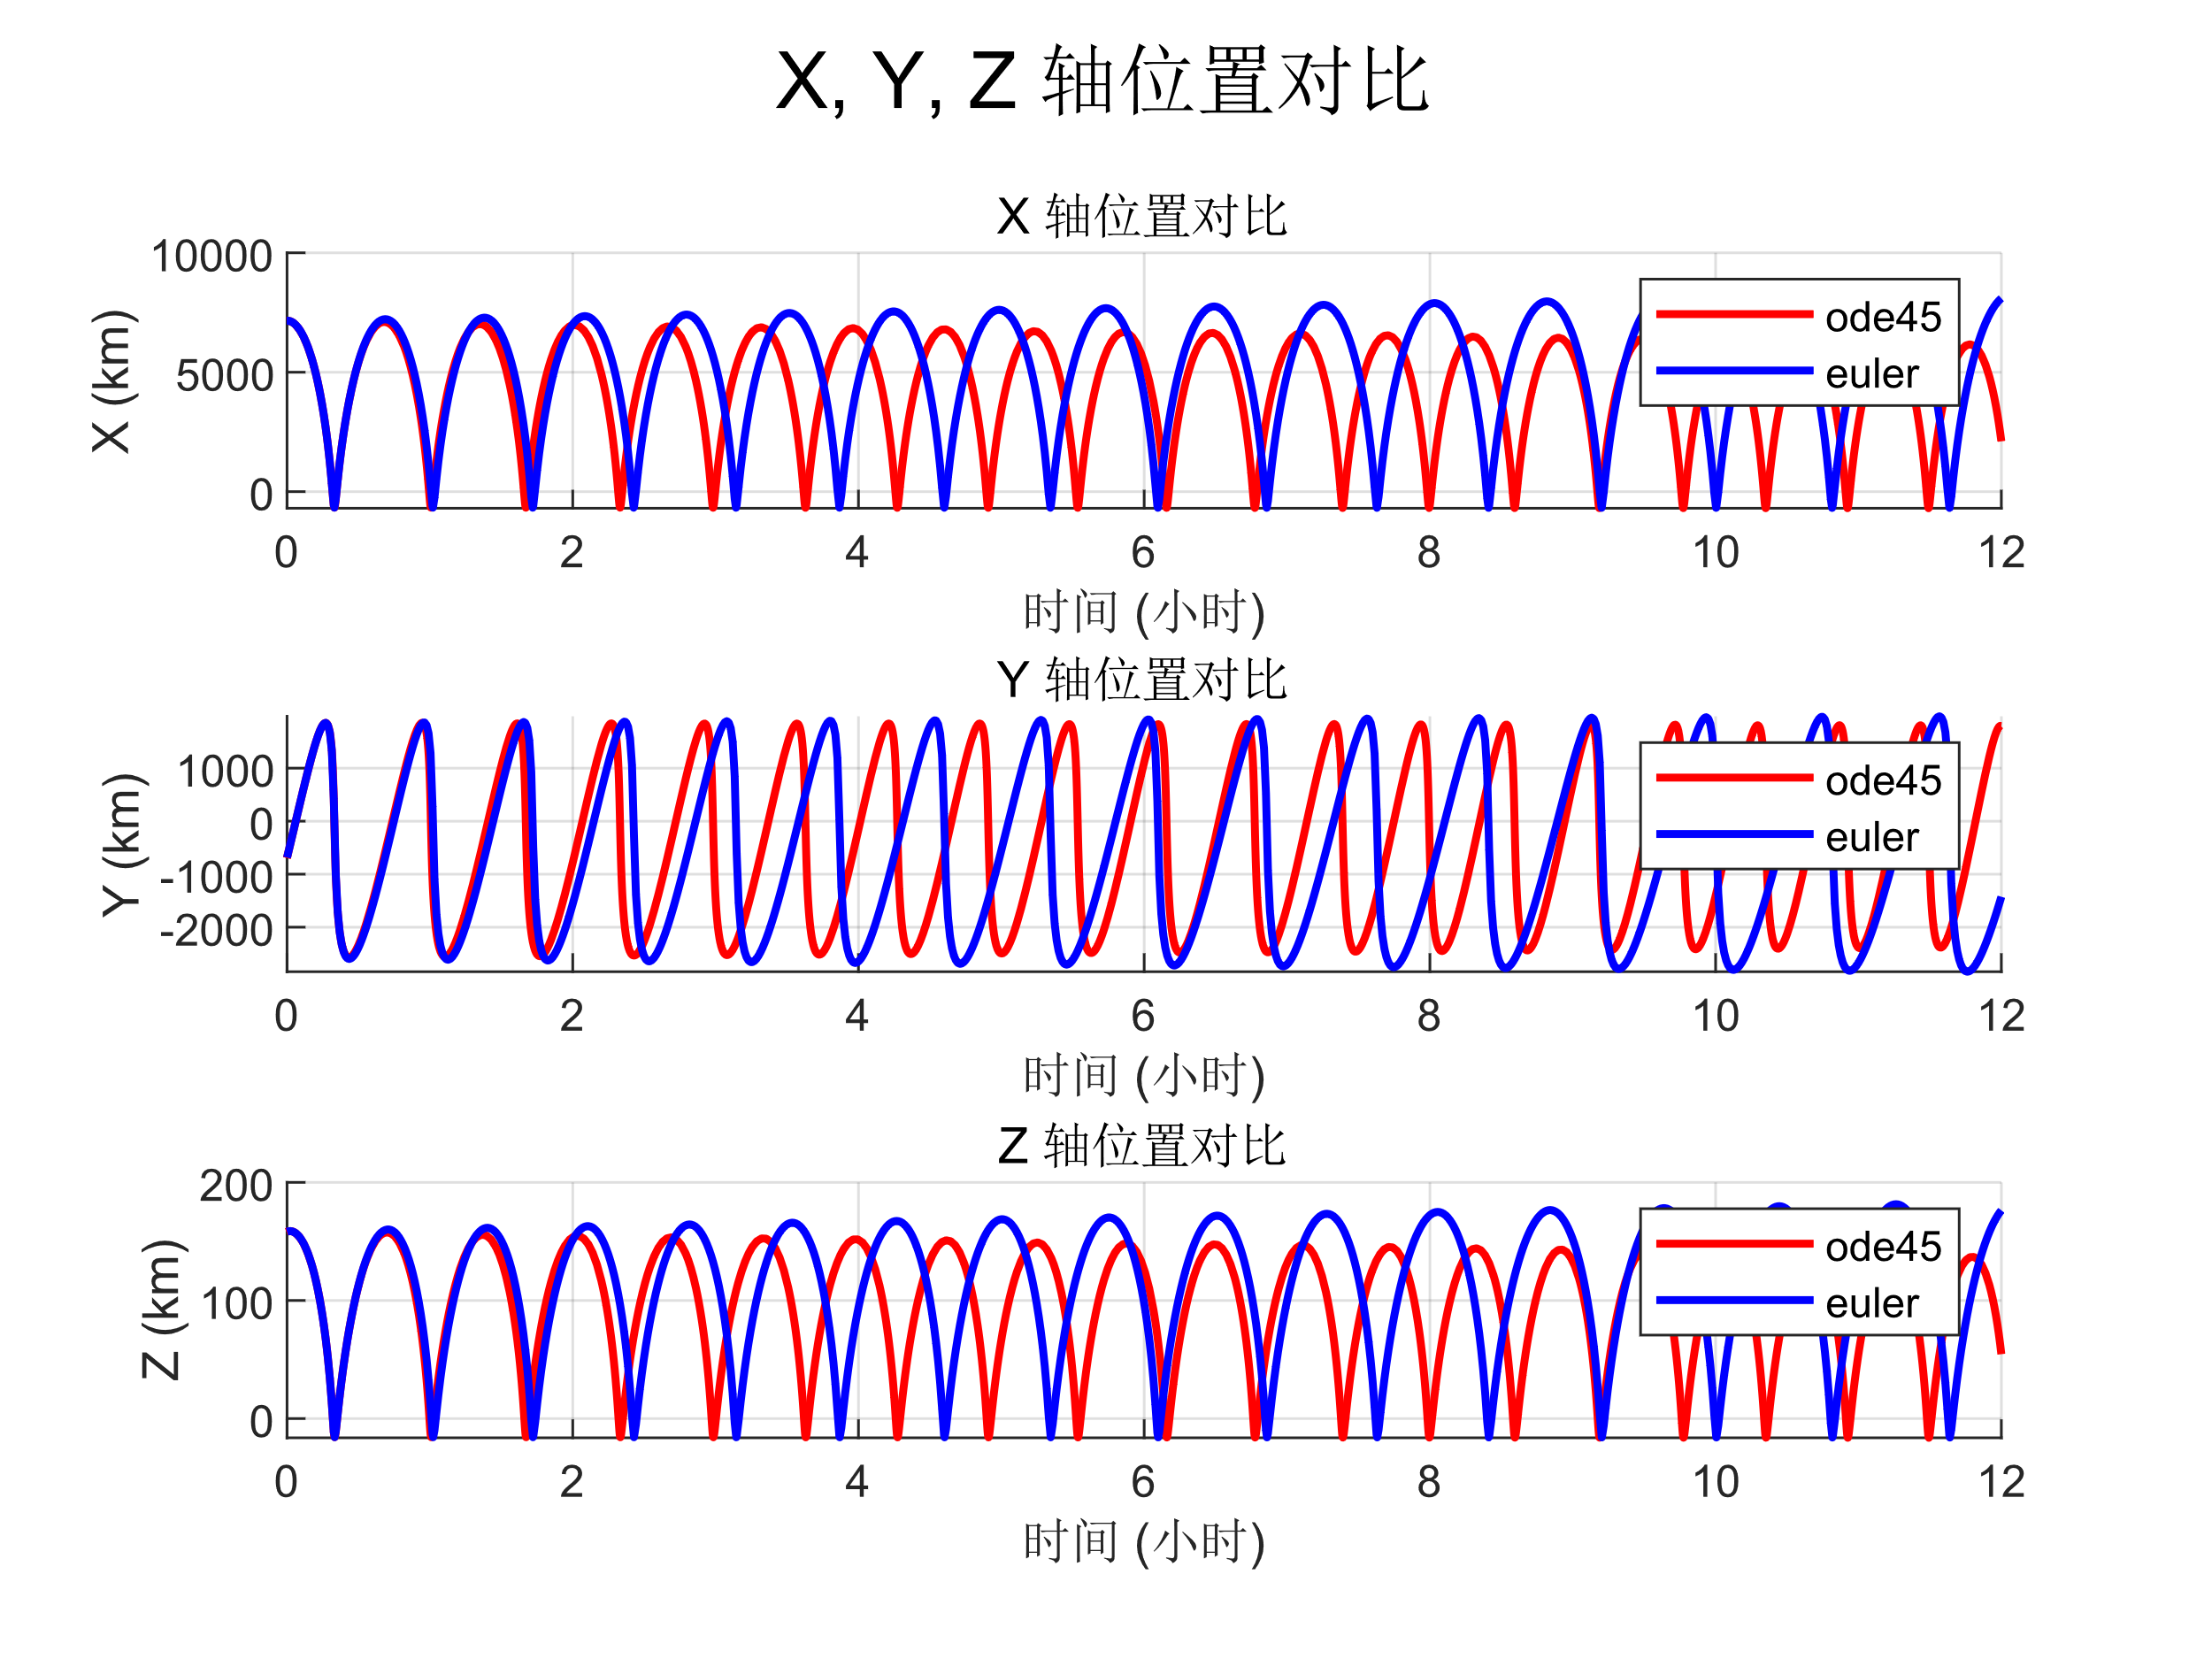 X, Y, Z 轴位置对比
X 轴位置对比
10000
5000
0
X (km )
0 2 4 6 8 10 12
时间 (小时)
ode45
euler
Y 轴位置对比
1000
0
-1000
-2000
Y (km)
0 2 4 6 8 10 12
时间 (小时)
ode45
euler
Z 轴位置对比
200
100
0
Z (km)
0 2 4 6 8 10 12
时间 (小时)
ode45
euler